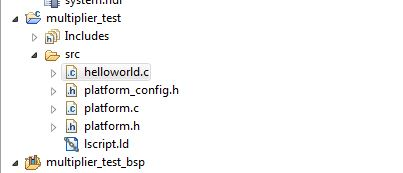 system.hdf
multiplier_test
Includes
src
helloworld.c
platform_config.h
platform.c
platform.h
lscript.ld
multiplier_test_bsp